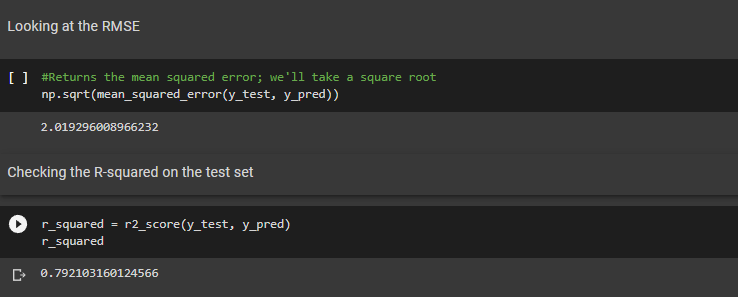 Looking at the RMSE
[ ] #Returns the mean squared error; we'll take a square root
np.sqrt(mean_squared_error(y_test, y_pred))
2.019296008966232
Checking the R-squared on the test set
r_squared = r2_score(y_test, y_pred)
r_squared
0.792103160124566